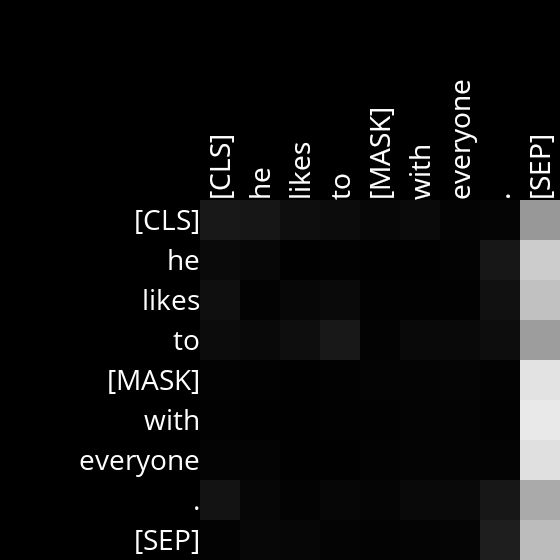 [CLS] he likes to [MASK] with everyone . [SEP]
[CLS]
he
likes
to
[MASK]
with
everyone
.
[SEP]